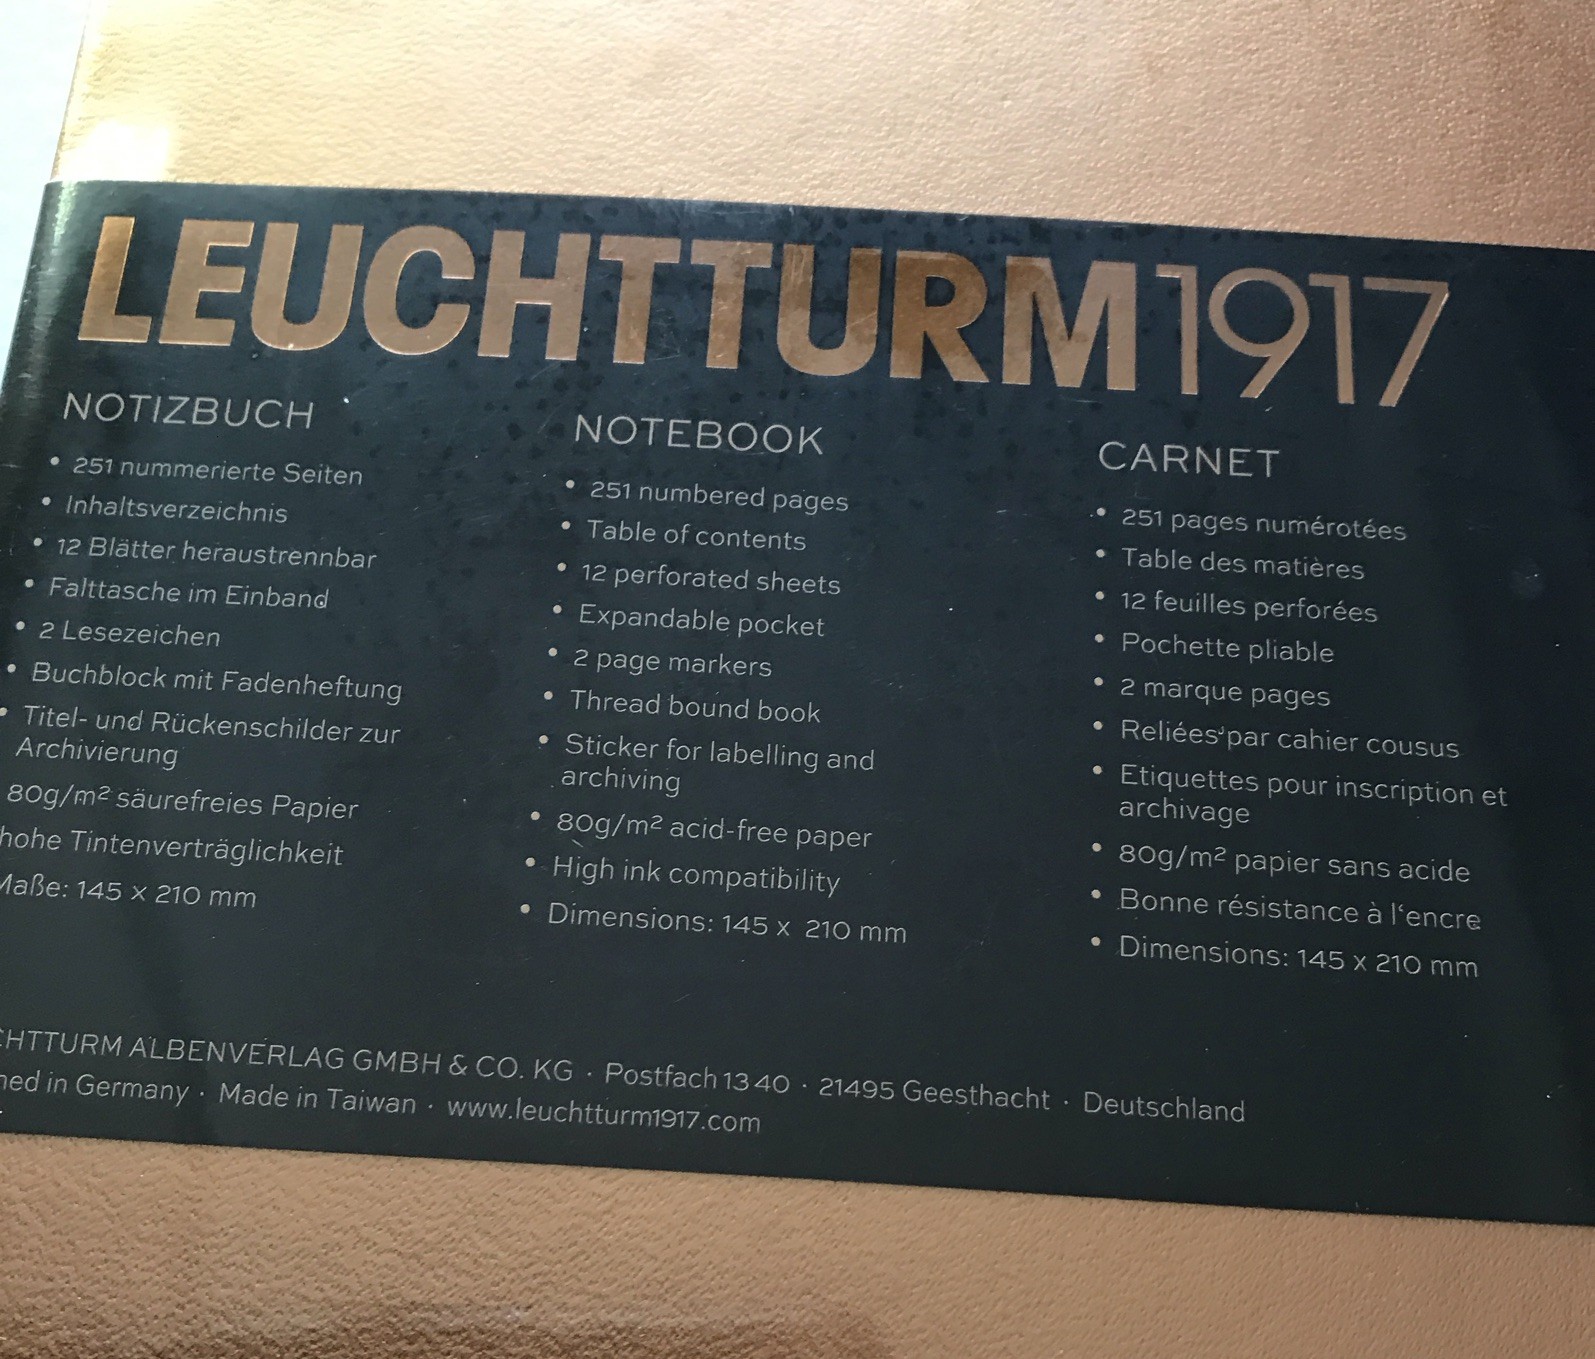 LEUCHTTURM1917
NOTIZBUCH
• 251 nummerierte Seiten
• Inhaltsverzeichnis
• 12 Blätter heraustrennbar
• Falttasche im Einband
• 2 Lesezeichen
• Buchblock mit Fadenheftung
• Titel- und Rückenschilder zur
Archivierung
80g/m² säurefreies Papier
hohe Tintenverträglichkeit
Maße: 145 x 210 mm
NOTEBOOK
• 251 numbered pages
• Table of contents
• 12 perforated sheets
• Expandable pocket
• 2 page markers
• Thread bound book
• Sticker for labelling and
archiving
• 80g/m² acid-free paper
• High ink compatibility
• Dimensions: 145 x 210 mm
CARNET
• 251 pages numérotées
• Table des matières
• 12 feuilles perforées
• Pochette pliable
• 2 marque pages
• Reliées par cahier cousus
• Etiquettes pour inscription et
archivage
• 80g/m² papier sans acide
• Bonne résistance à l‘encre
• Dimensions: 145 x 210 mm
CHTTURM ALBENVERLAG GMBH & CO. KG · Postfach 1340 · 21495 Geesthacht · Deutschland
ned in Germany · Made in Taiwan · www.leuchtturm1917.com